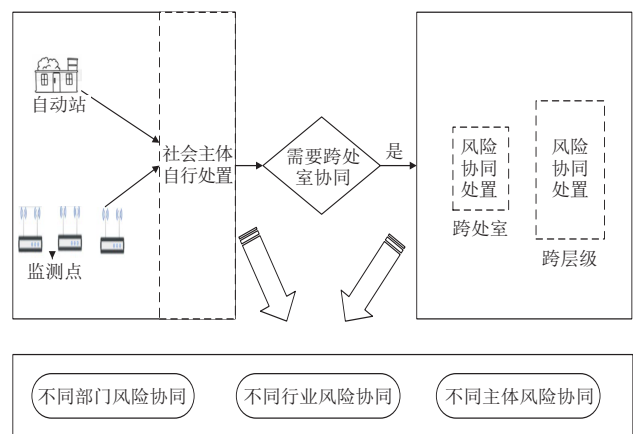 自动站
监测点
社会主体
自行处置
需要跨处
室协同
是
风险
协同
处置
跨处室
风险
协同
处置
跨层级
不同部门风险协同
不同行业风险协同
不同主体风险协同